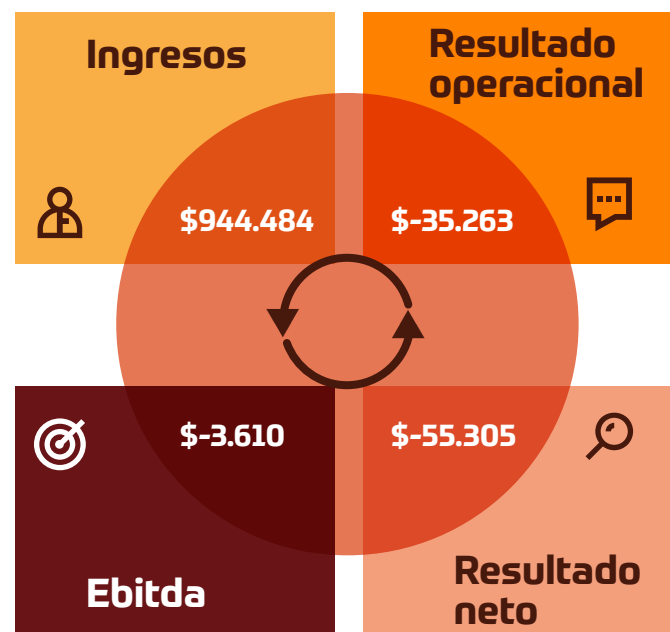 Ingresos
$944.484
Resultado
operacional
$-35.263
$-3.610
Ebitda
$-55.305
Resultado
neto